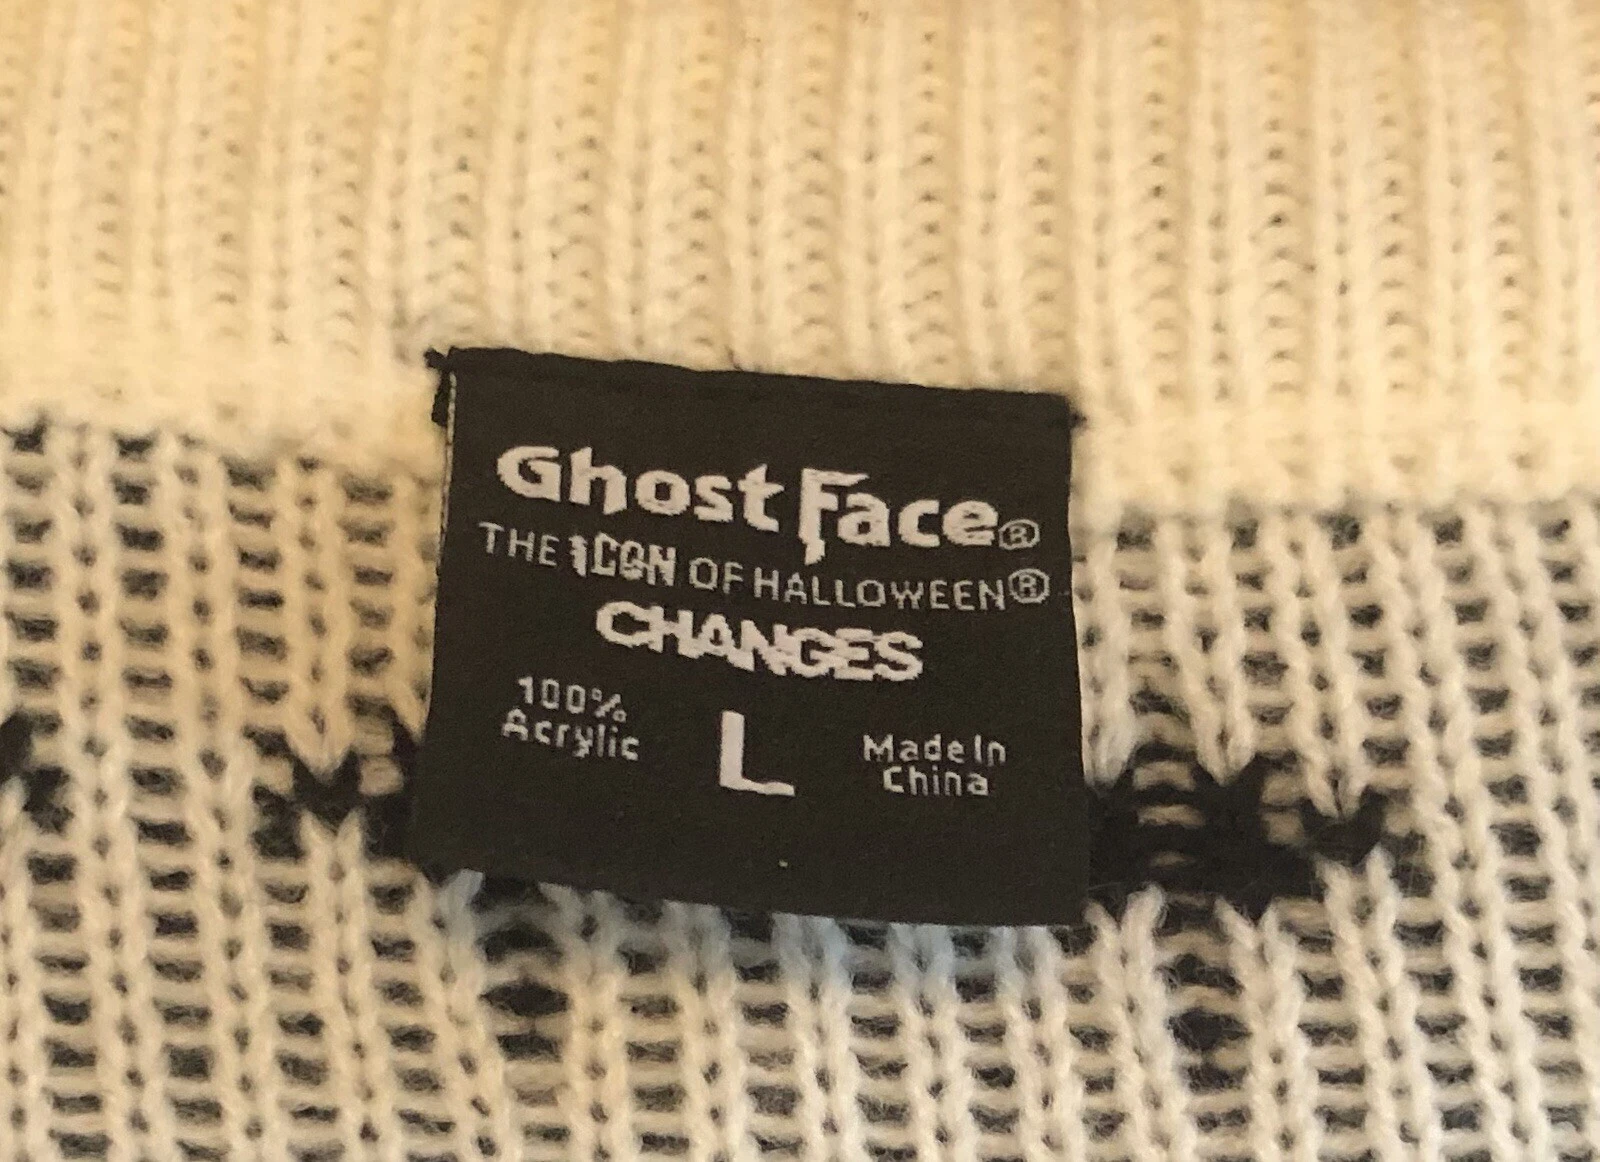 Ghost Face®
THE ICON OF HALLOWEEN®
CHANGES
100%
Acrylic
L
Made In
China